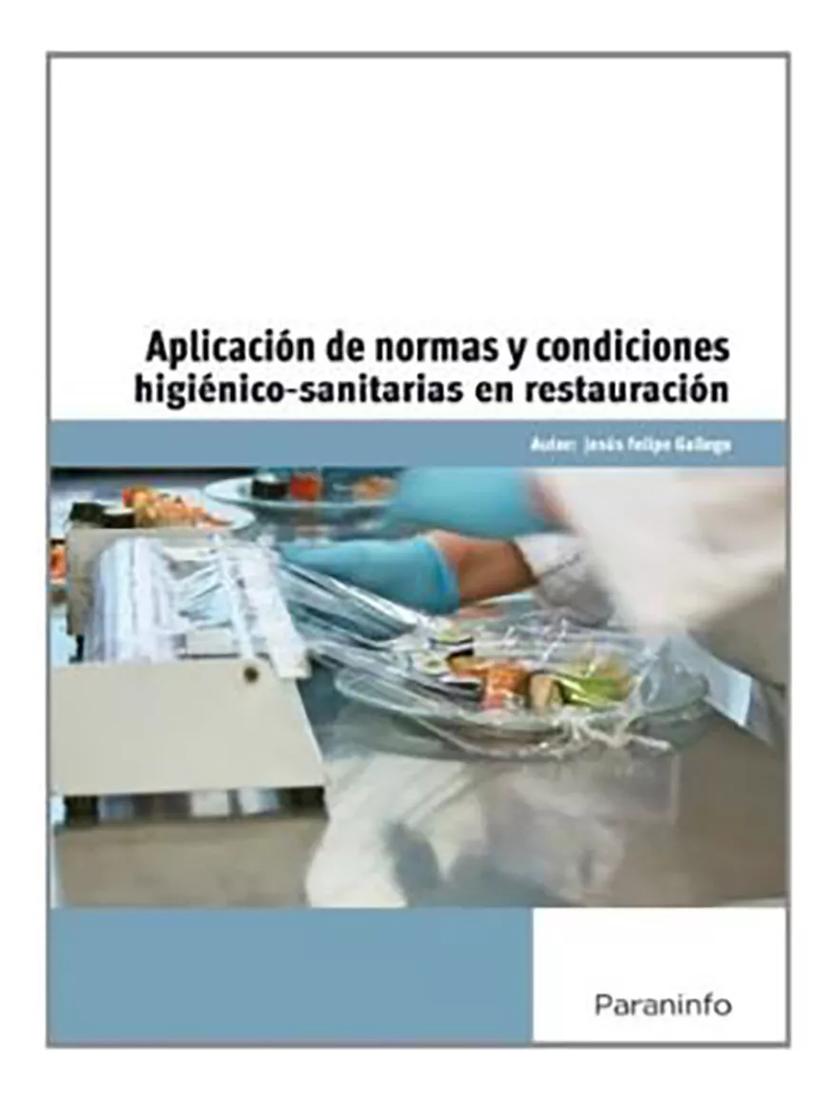 Aplicación de normas y condiciones
higiénico-sanitarias en restauración
Autor: Jesús Felipe Gallego
Paraninfo